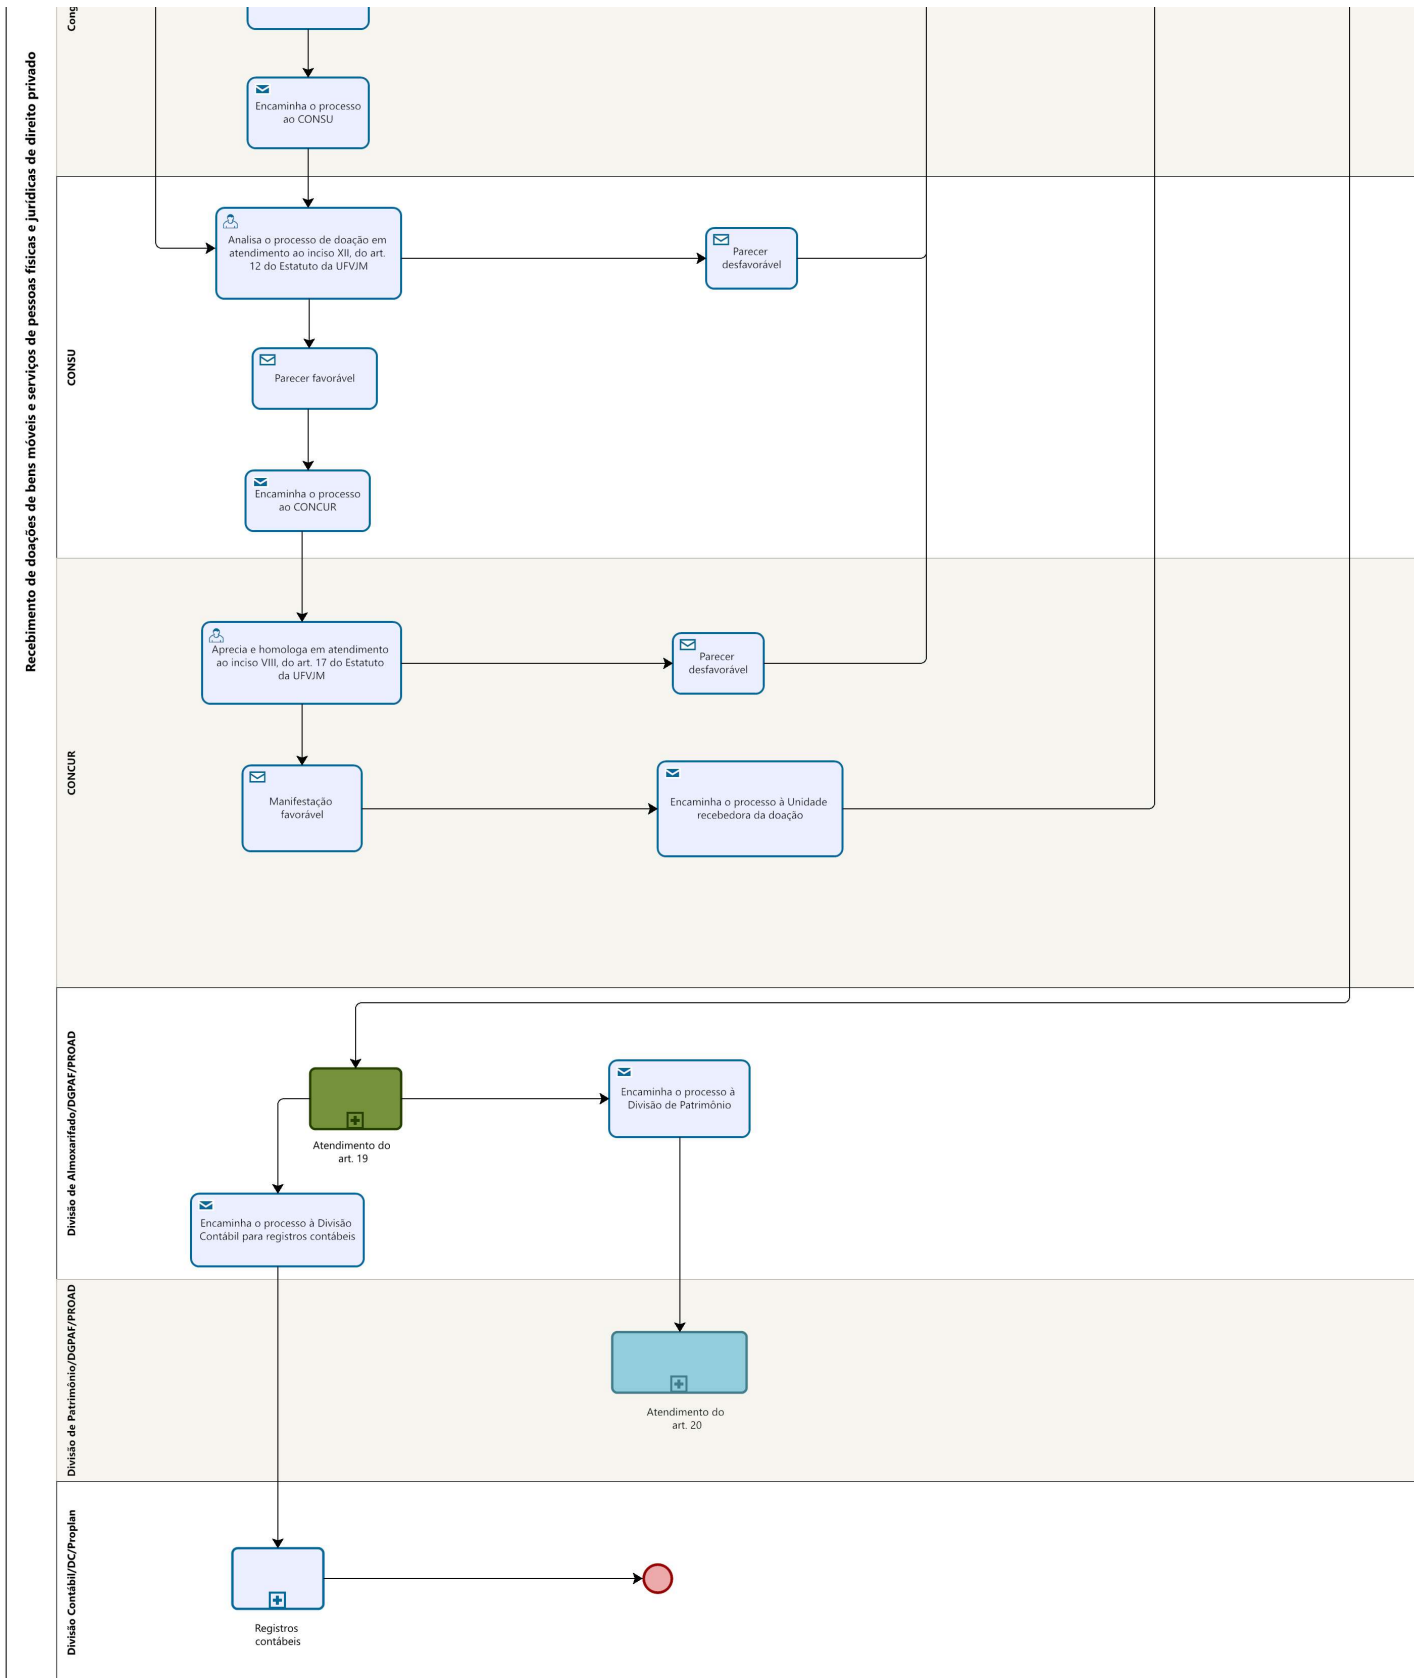 Recebimento de doações de bens móveis e serviços de pessoas físicas e jurídicas de direito privado
Encaminha o processo
ao CONSU
CONSU
Analisa o processo de doação em
atendimento ao inciso XII, do art.
12 do Estatuto da UFVJM
Parecer
desfavorável
Parecer favorável
Encaminha o processo
ao CONCUR
CONCUR
Aprecia e homologa em atendimento
ao inciso VIII, do art. 17 do Estatuto
da UFVJM
Parecer
desfavorável
Manifestação
favorável
Encaminha o processo à Unidade
recebedora da doação
Divisão de Almoxarifado/DGPAF/PROAD
Atendimento do
art. 19
Encaminha o processo à
Divisão de Patrimônio
Encaminha o processo à Divisão
Contábil para registros contábeis
Divisão de Patrimônio/DGPAF/PROAD
Atendimento do
art. 20
Divisão Contábil/DC/Proplan
Registros
contábeis